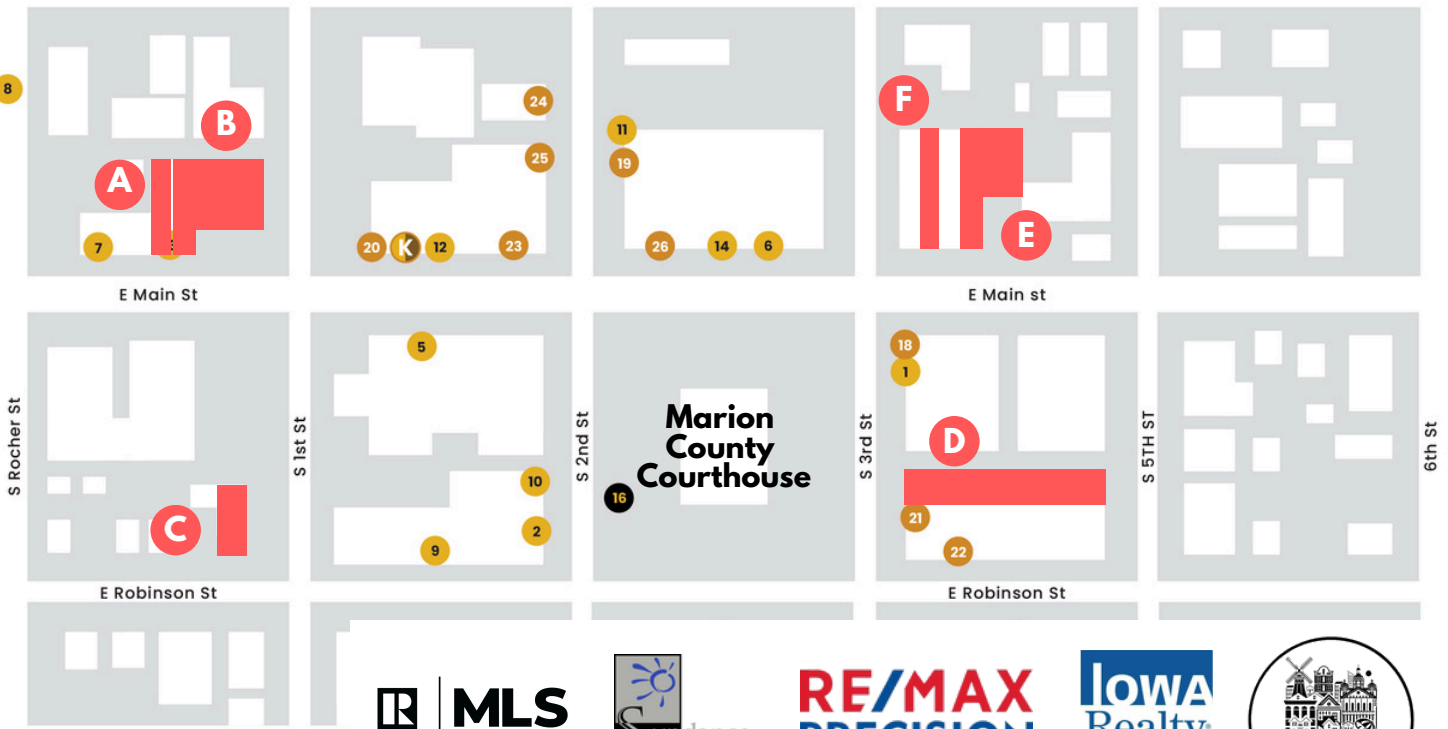 8
B
A
7
24
25
20
K
12
23
11
19
26
14
6
F
E
E Main St
E Main st
S Rocher St
S 1st St
5
S 2nd St
10
2
9
Marion
County
Courthouse
16
S 3rd St
18
1
D
21
22
S 5TH ST
6th St
C
E Robinson St
E Robinson St
R
MLS
RE/MAX
PRECISION
Iowa
Realty